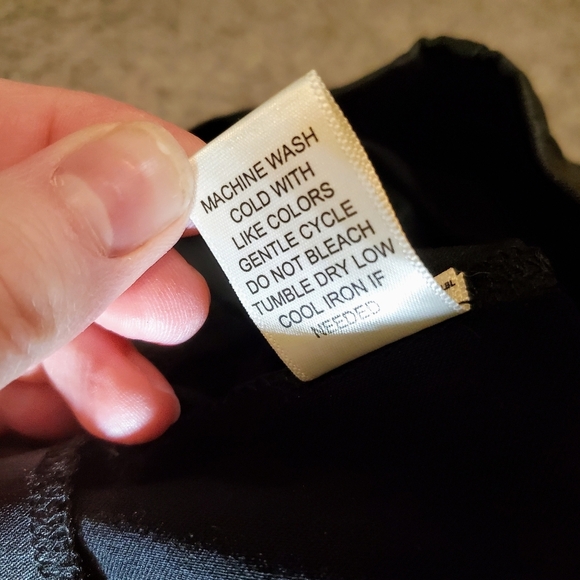 MACHINE WASH
COLD WITH
LIKE COLORS
GENTLE CYCLE
DO NOT BLEACH
TUMBLE DRY LOW
COOL IRON IF
NEEDED